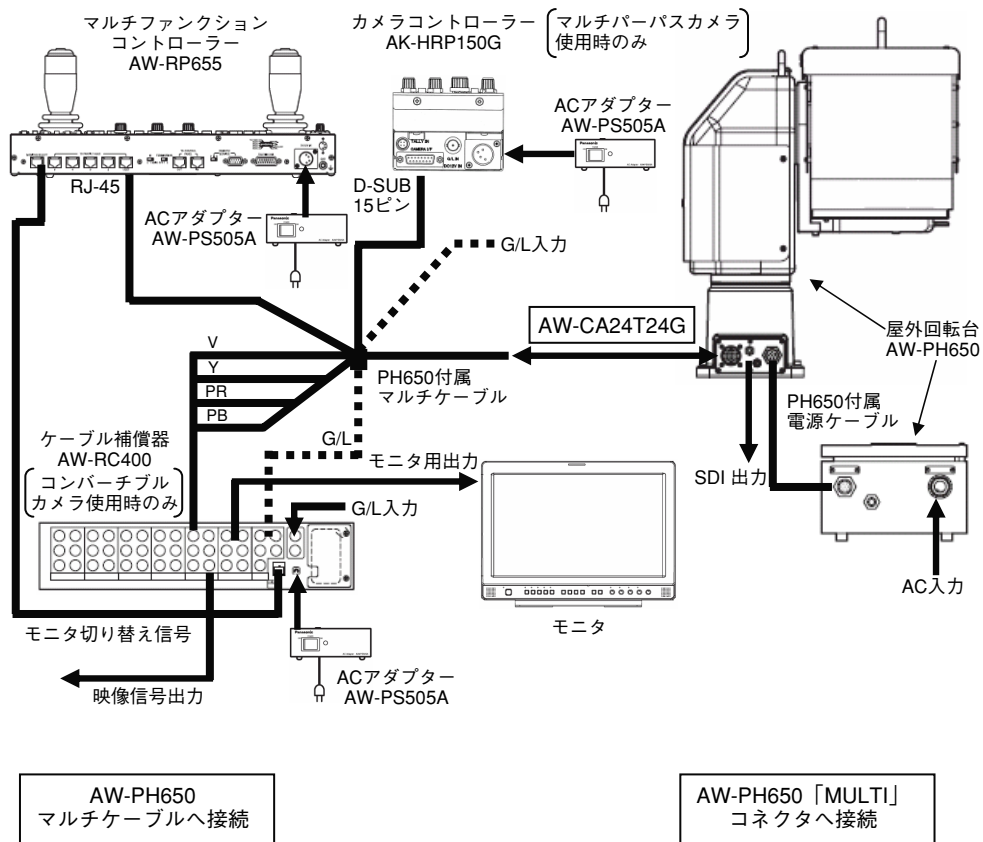 マルチファンクション
コントローラー
AW-RP655
カメラコントローラー
AK-HRP150G
マルチパーパスカメラ
使用時のみ
ACアダプター
AW-PS505A
TALLY IN
CAMERA I/F
G/L IN
DC12V IN
Panasonic
RJ-45
D-SUB
15ピン
ACアダプター
AW-PS505A
Panasonic
G/L入力
AW-CA24T24G
屋外回転台
AW-PH650
V
Y
PR
PB
PH650付属
マルチケーブル
PH650付属
電源ケーブル
G/L
ケーブル補償器
AW-RC400
コンバーチブル
カメラ使用時のみ
モニタ用出力
SDI 出力
G/L入力
AC入力
モニタ
モニタ切り替え信号
Panasonic
ACアダプター
AW-PS505A
映像信号出力
AW-PH650
マルチケーブルへ接続
AW-PH650「MULTI」
コネクタへ接続